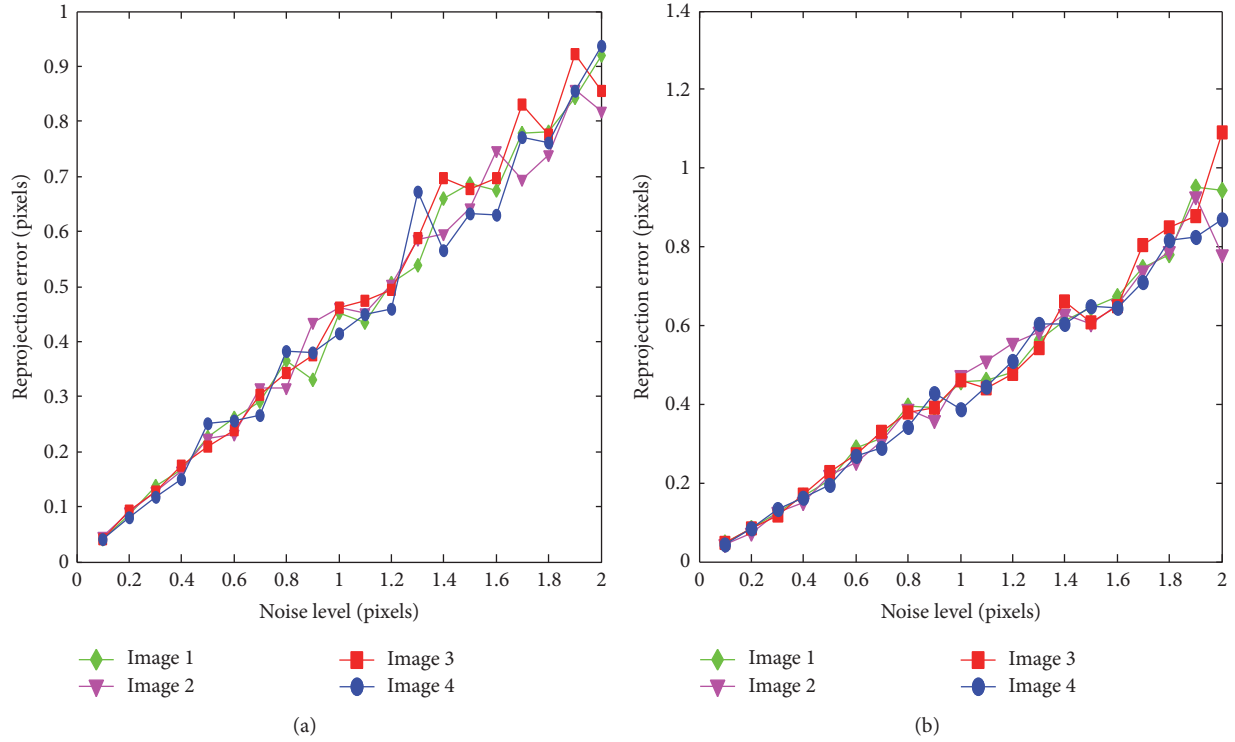 1
0.9
0.8
0.7
0.6
0.5
0.4
0.3
0.2
0.1
0
Reprojection error (pixels)
0 0.2 0.4 0.6 0.8 1 1.2 1.4 1.6 1.8 2
Noise level (pixels)
Image 1 Image 3
Image 2 Image 4
(a)
1.4
1.2
1
0.8
0.6
0.4
0.2
0
Reprojection error (pixels)
0 0.2 0.4 0.6 0.8 1 1.2 1.4 1.6 1.8 2
Noise level (pixels)
Image 1 Image 3
Image 2 Image 4
(b)